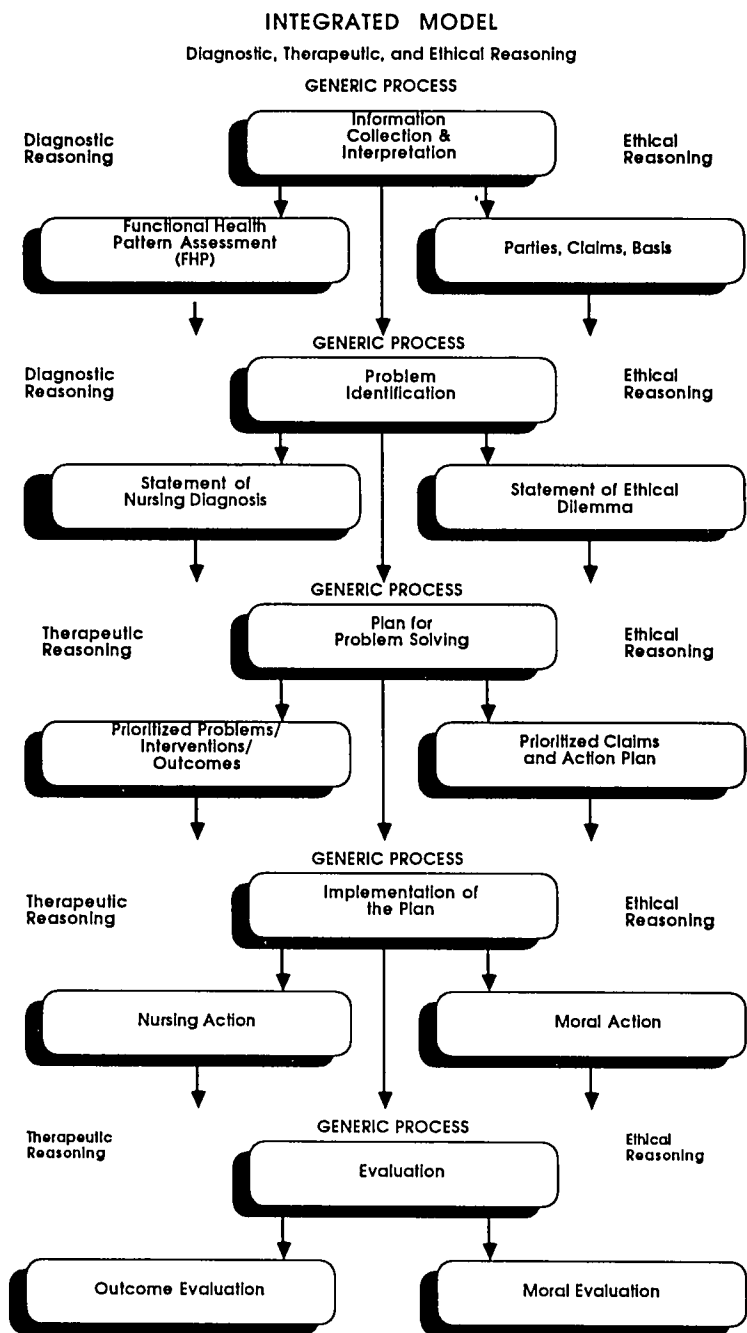 INTEGRATED MODEL
Diagnostic, Therapeutic, and Ethical Reasoning
GENERIC PROCESS
Diagnostic
Reasoning
Information
Collection &
Interpretation
Ethical
Reasoning
Functional Health
Pattern Assessment
(FHP)
Parties, Claims, Basis
GENERIC PROCESS
Diagnostic
Reasoning
Problem
Identification
Ethical
Reasoning
Statement of
Nursing Diagnosis
Statement of Ethical
Dilemma
GENERIC PROCESS
Therapeutic
Reasoning
Plan for
Problem Solving
Ethical
Reasoning
Prioritized Problems/
Interventions/
Outcomes
Prioritized Claims
and Action Plan
GENERIC PROCESS
Therapeutic
Reasoning
Implementation of
the Plan
Ethical
Reasoning
Nursing Action
Moral Action
GENERIC PROCESS
Therapeutic
Reasoning
Evaluation
Ethical
Reasoning
Outcome Evaluation
Moral Evaluation